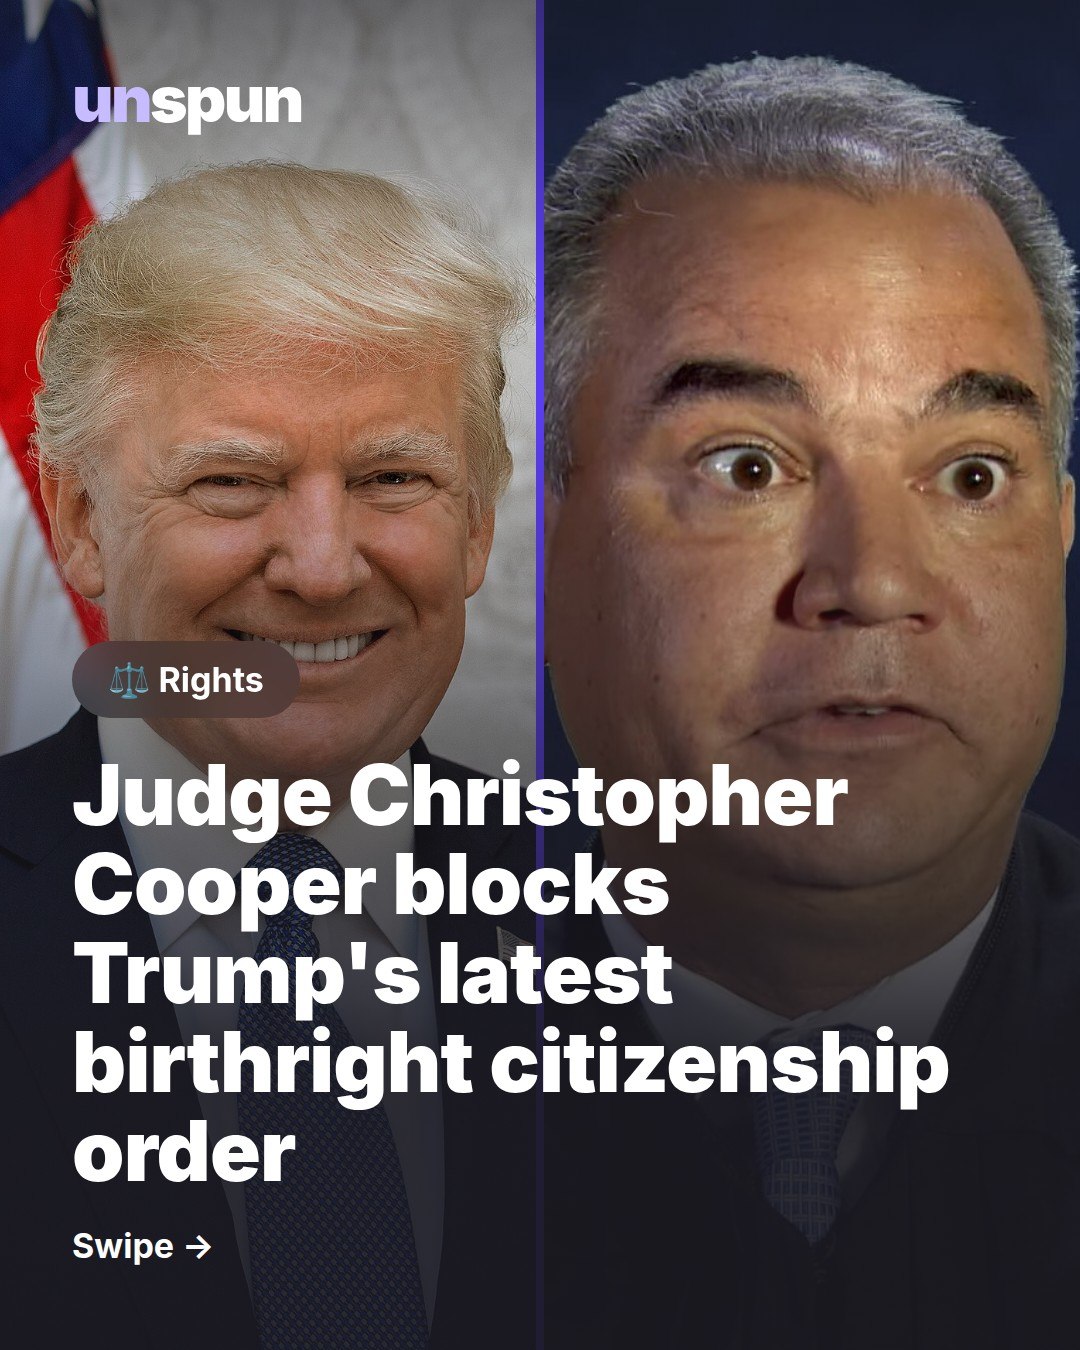 unspun
⚖️ Rights
Judge Christopher
Cooper blocks
Trump's latest
birthright citizenship
order
Swipe →